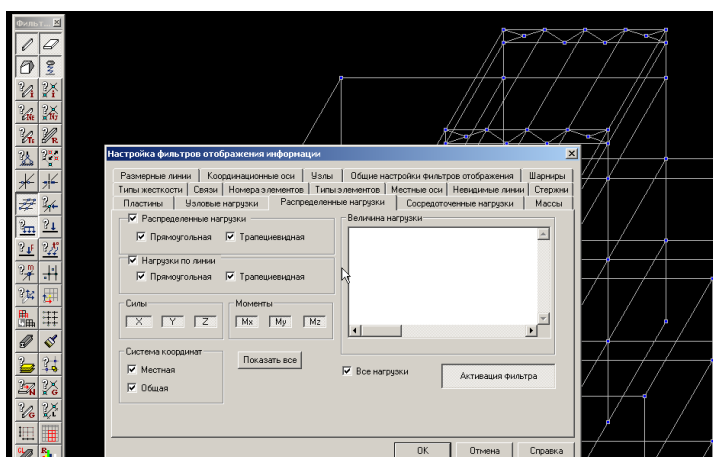 Фильт...
Настройка фильтров отображения информации
Размерные линии Координационные оси Узлы Общие настройки фильтров отображения Шарниры
Типы жесткости Связи Номера элементов Типы элементов Местные оси Невидимые линии Стержни
Пластины Узловые нагрузки Распределенные нагрузки Сосредоточенные нагрузки Массы
Распределенные нагрузки
Прямоугольная Трапециевидная
Нагрузки по линии
Прямоугольная Трапециевидная
Силы
X Y Z
Моменты
Mx My Mz
Система координат
Местная
Общая
Показать все
Величина нагрузки
Все нагрузки
Активация фильтра
OK Отмена Справка